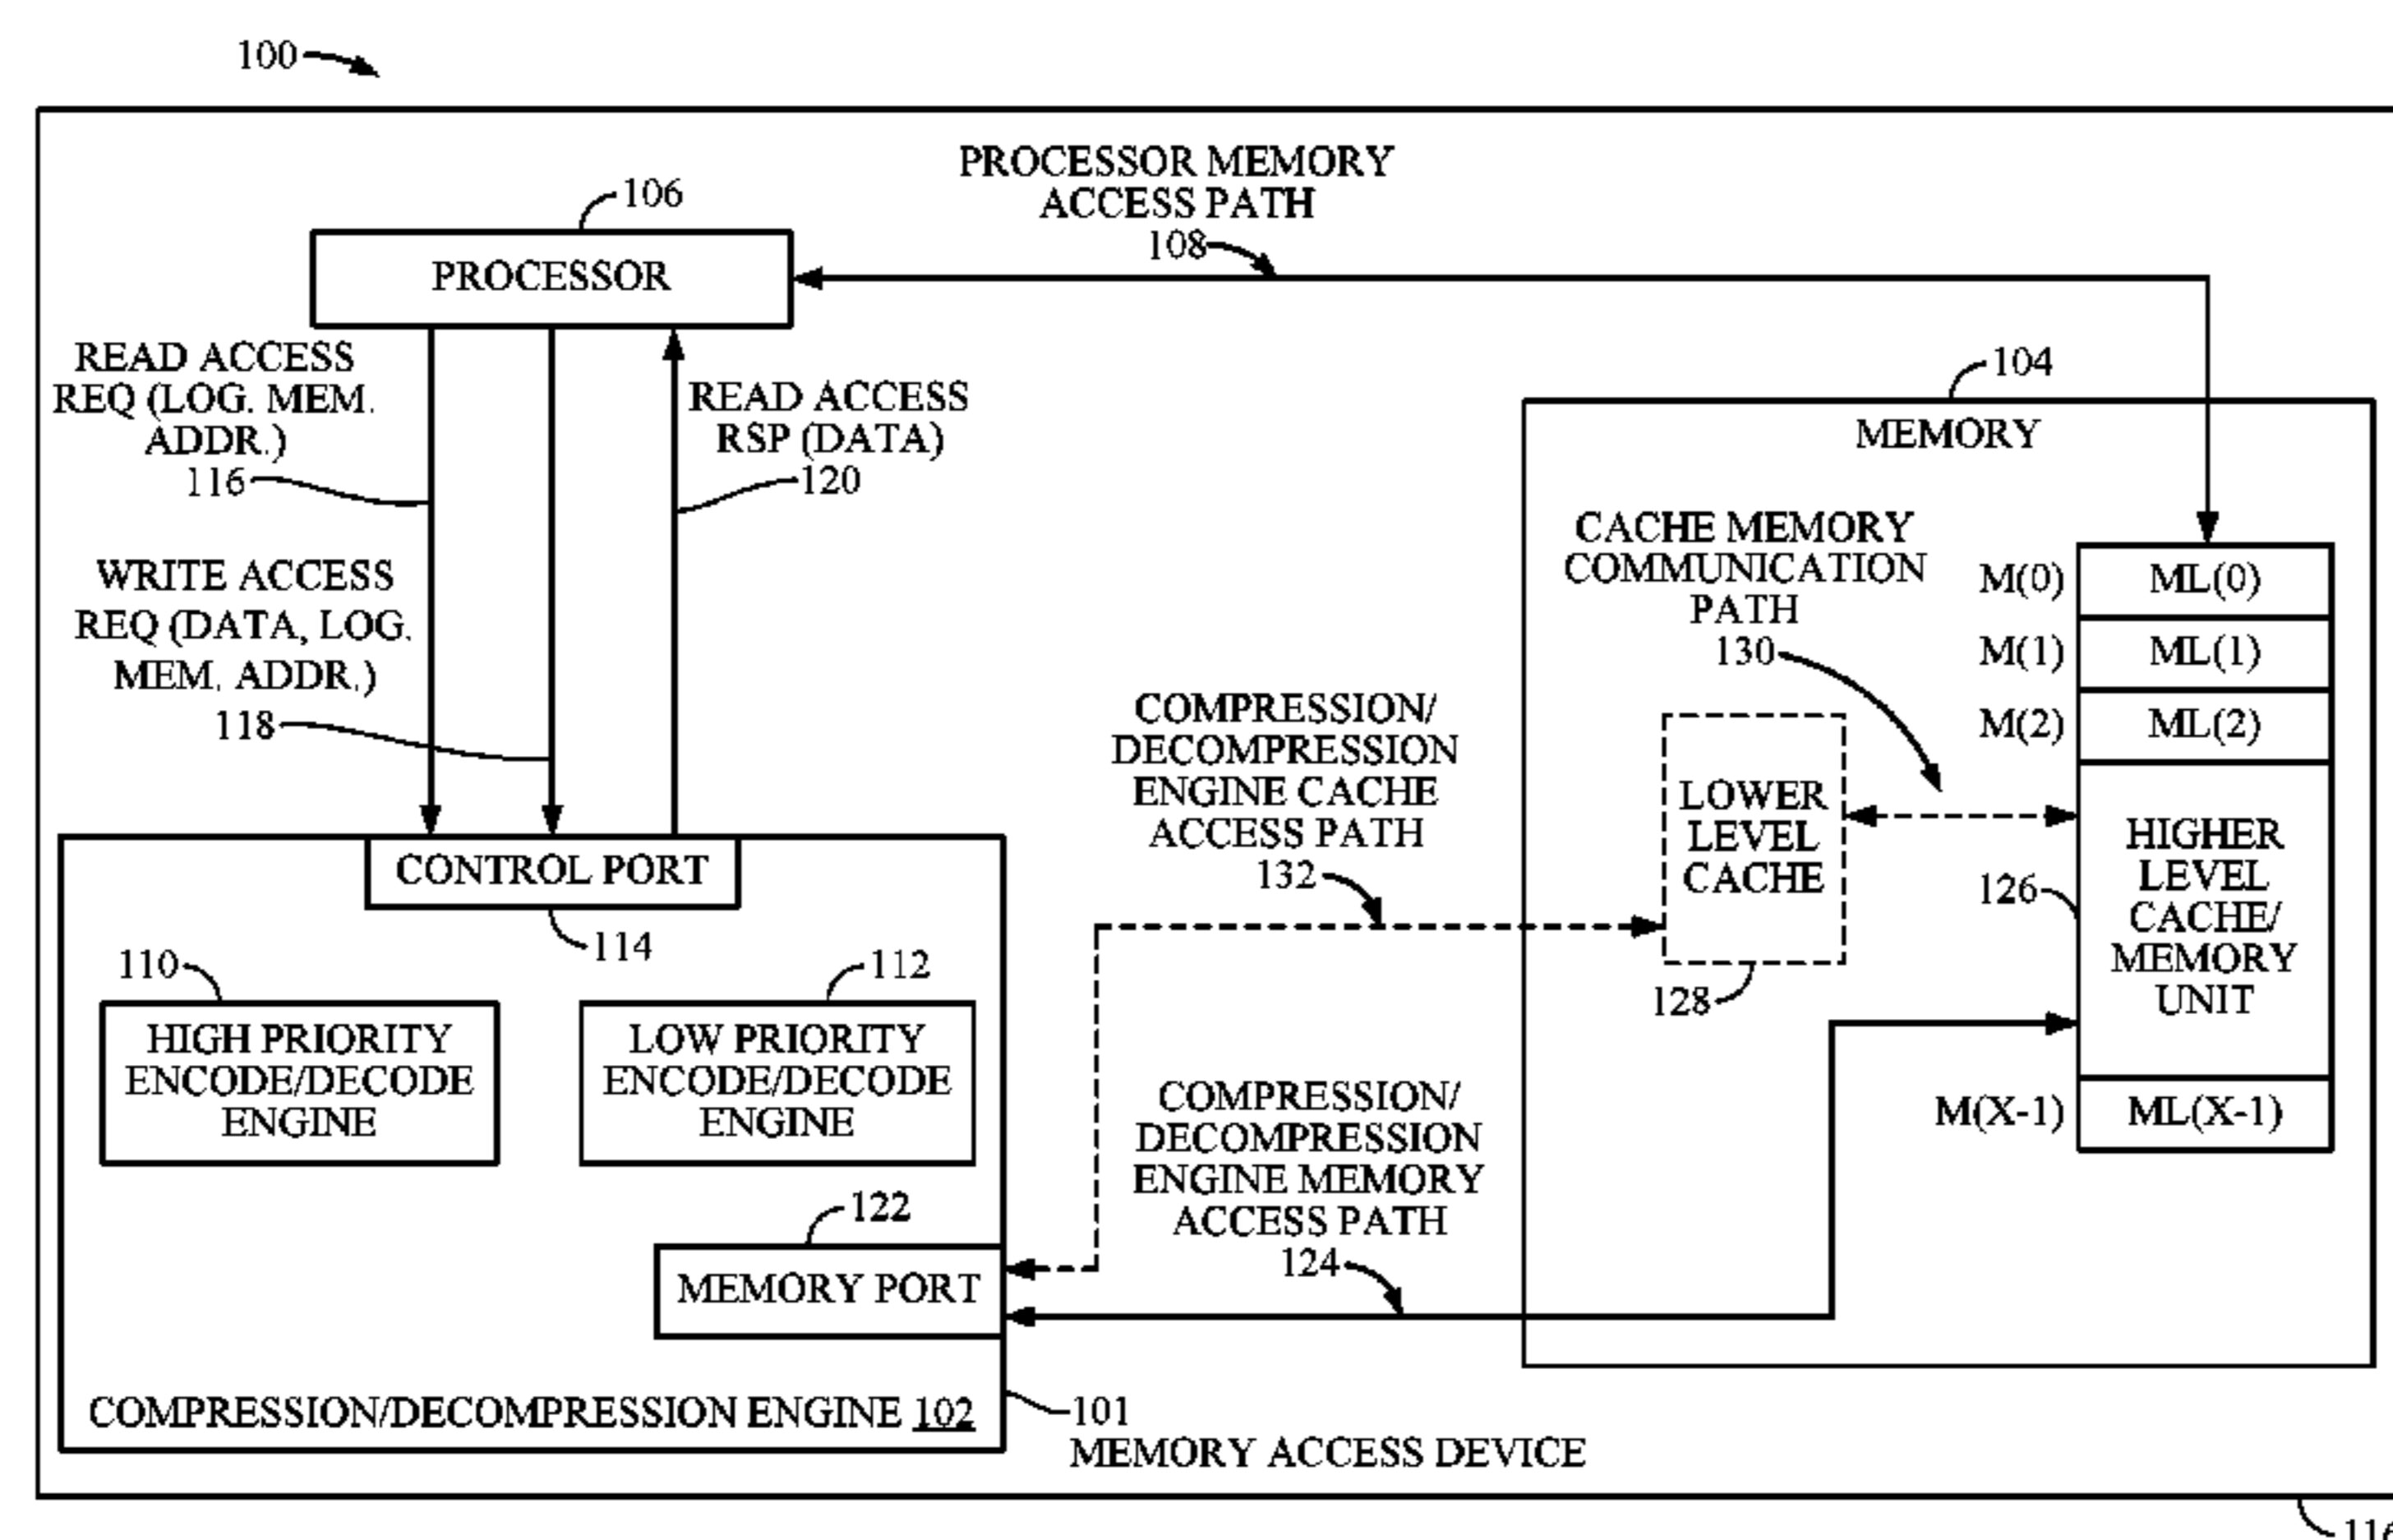 100
PROCESSOR MEMORY
ACCESS PATH
108
106
PROCESSOR
READ ACCESS
REQ (LOG. MEM.
ADDR.)
116
READ ACCESS
RSP (DATA)
120
WRITE ACCESS
REQ (DATA, LOG.
MEM. ADDR.)
118
104
MEMORY
CACHE MEMORY
COMMUNICATION
PATH
130
M(0) ML(0)
M(1) ML(1)
M(2) ML(2)
LOWER
LEVEL
CACHE
128
126
HIGHER
LEVEL
CACHE/
MEMORY
UNIT
M(X-1) ML(X-1)
COMPRESSION/
DECOMPRESSION
ENGINE CACHE
ACCESS PATH
132
CONTROL PORT
114
110
HIGH PRIORITY
ENCODE/DECODE
ENGINE
112
LOW PRIORITY
ENCODE/DECODE
ENGINE
COMPRESSION/
DECOMPRESSION
ENGINE MEMORY
ACCESS PATH
124
122
MEMORY PORT
COMPRESSION/DECOMPRESSION ENGINE 102
101
MEMORY ACCESS DEVICE
116